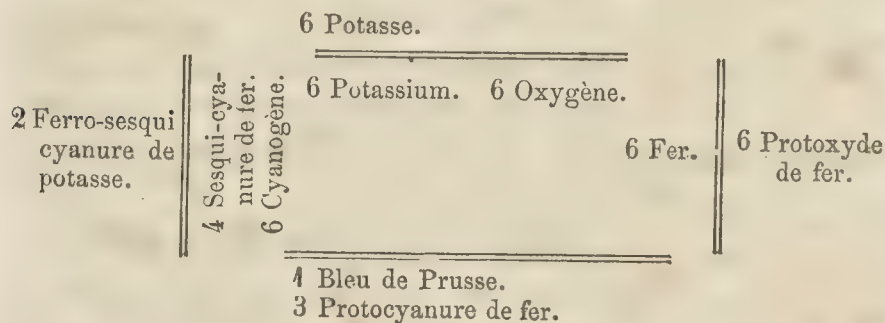 6 Potasse.
6 Potassium. 6 Oxygène.
2 Ferro-sesqui
cyanure de
potasse.
4 Sesqui-cya-
nure de fer.
6 Cyanogène.
6 Fer.
6 Protoxyde
de fer.
1 Bleu de Prusse.
3 Protocyanure de fer.